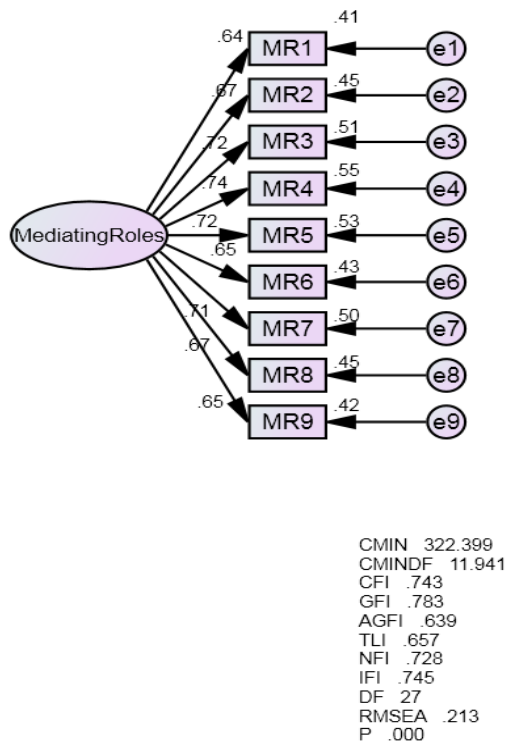 .41
.64 MR1 e1
.45
.67 MR2 e2
.51
.72 MR3 e3
.55
.74 MR4 e4
MediatingRoles .72 MR5 .53 e5
.65 MR6 .43 e6
.71 MR7 .50 e7
.67 MR8 .45 e8
.65 MR9 .42 e9
CMIN 322.399
CMINDF 11.941
CFI .743
GFI .783
AGFI .639
TLI .657
NFI .728
IFI .745
DF 27
RMSEA .213
P .000